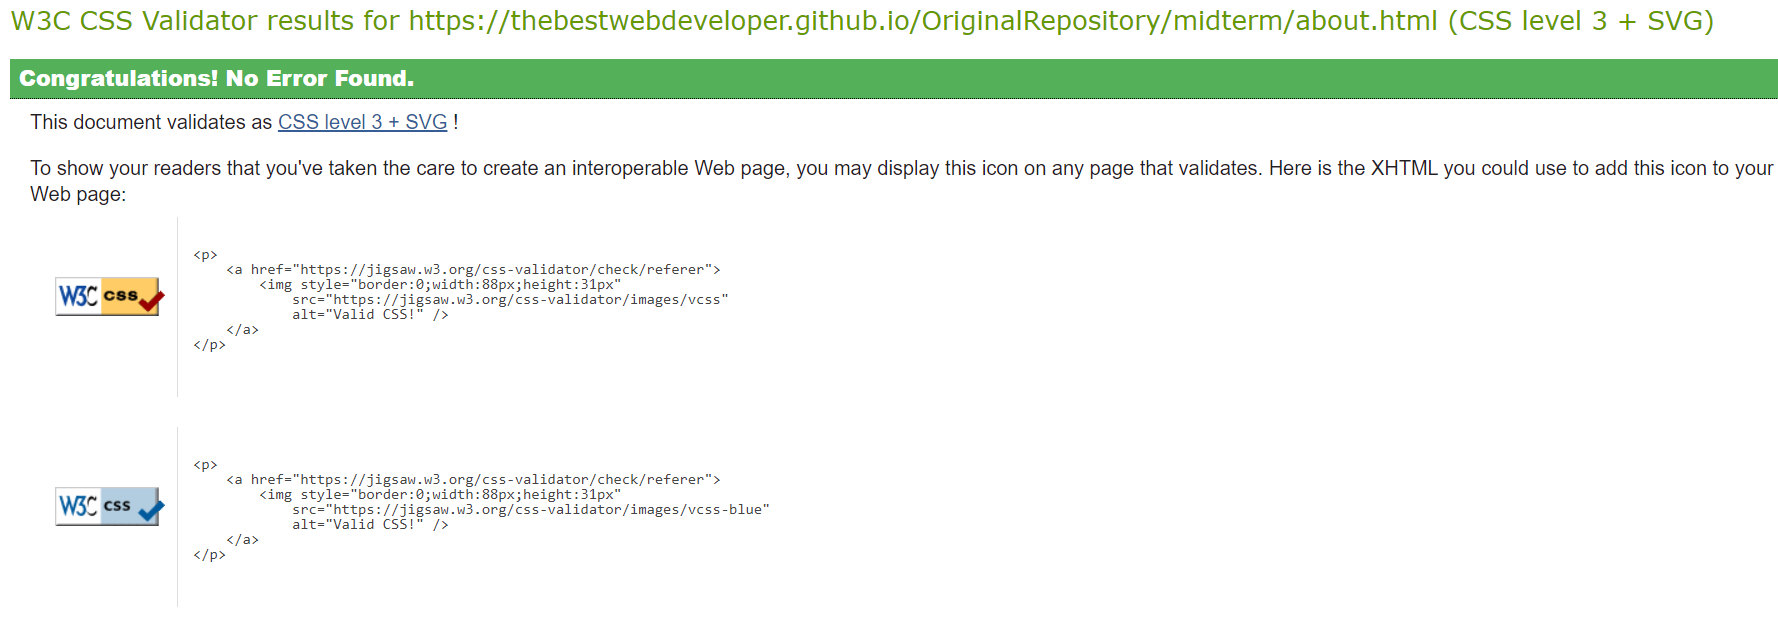 W3C CSS Validator results for https://thebestwebdeveloper.github.io/OriginalRepository/midterm/about.html (CSS level 3 + SVG)
Congratulations! No Error Found.
This document validates as CSS level 3 + SVG !
To show your readers that you've taken the care to create an interoperable Web page, you may display this icon on any page that validates. Here is the XHTML you could use to add this icon to your
Web page:
W3C css
<p>
    <a href="https://jigsaw.w3.org/css-validator/check/referer">
        <img style="border:0;width:88px;height:31px"
            src="https://jigsaw.w3.org/css-validator/images/vcss"
            alt="Valid CSS!" />
    </a>
</p>
W3C css
<p>
    <a href="https://jigsaw.w3.org/css-validator/check/referer">
        <img style="border:0;width:88px;height:31px"
            src="https://jigsaw.w3.org/css-validator/images/vcss-blue"
            alt="Valid CSS!" />
    </a>
</p>